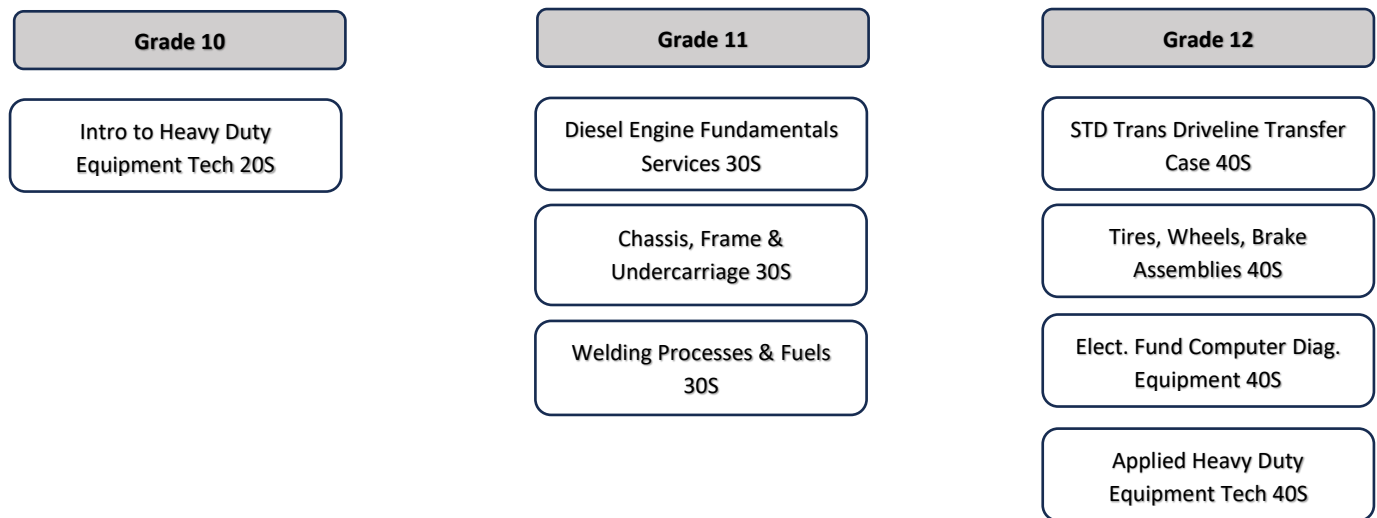 Grade 10
Intro to Heavy Duty
Equipment Tech 20S
Grade 11
Diesel Engine Fundamentals
Services 30S
Chassis, Frame &
Undercarriage 30S
Welding Processes & Fuels
30S
Grade 12
STD Trans Driveline Transfer
Case 40S
Tires, Wheels, Brake
Assemblies 40S
Elect. Fund Computer Diag.
Equipment 40S
Applied Heavy Duty
Equipment Tech 40S